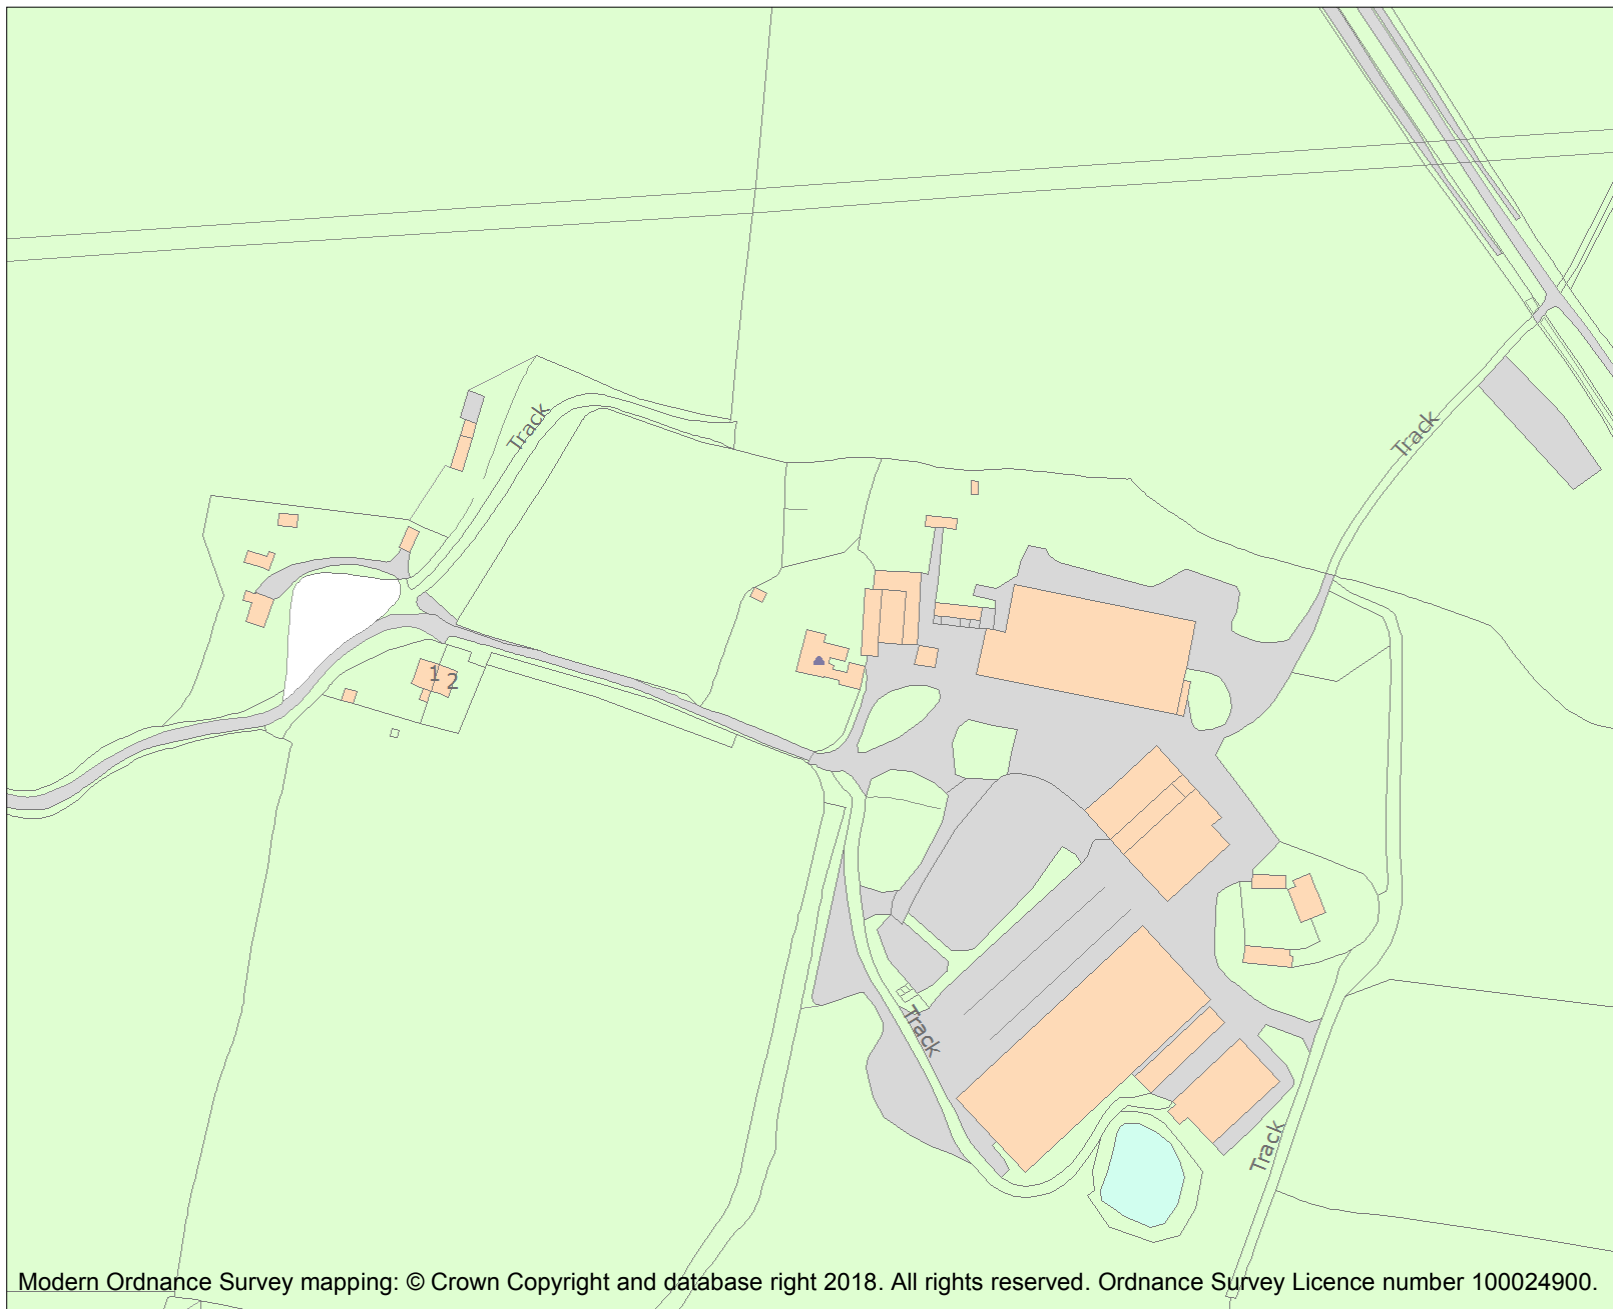 Track
Track
1
2
Track
Track
Modern Ordnance Survey mapping: © Crown Copyright and database right 2018. All rights reserved. Ordnance Survey Licence number 100024900.